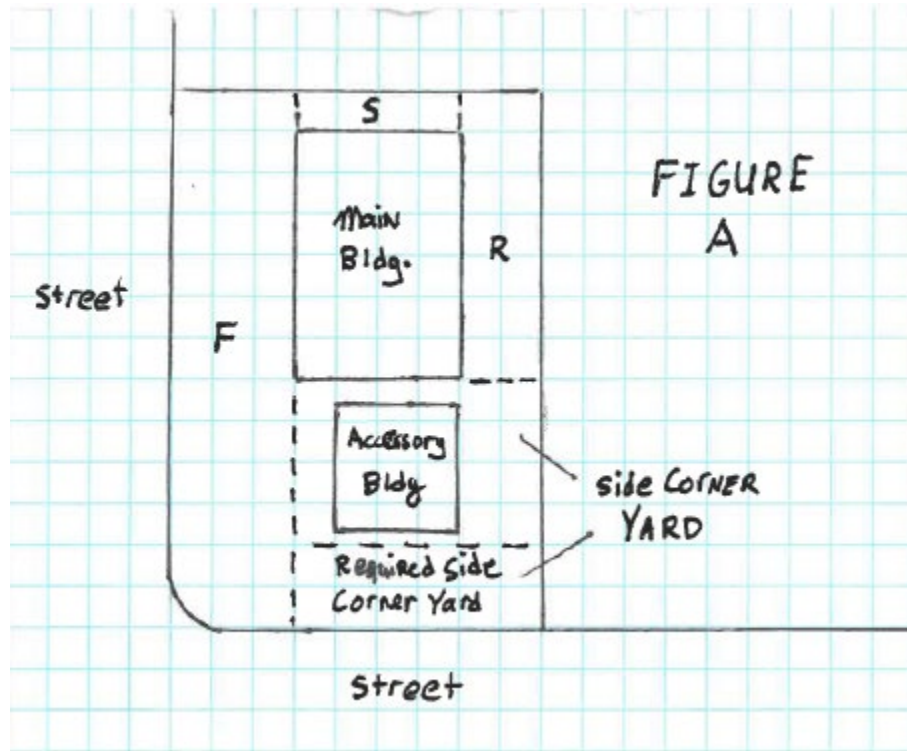 S
FIGURE
A
Main
Bldg.
R
street
F
Accessory
Bldg
side CORNER
YARD
Required side
Corner Yard
street